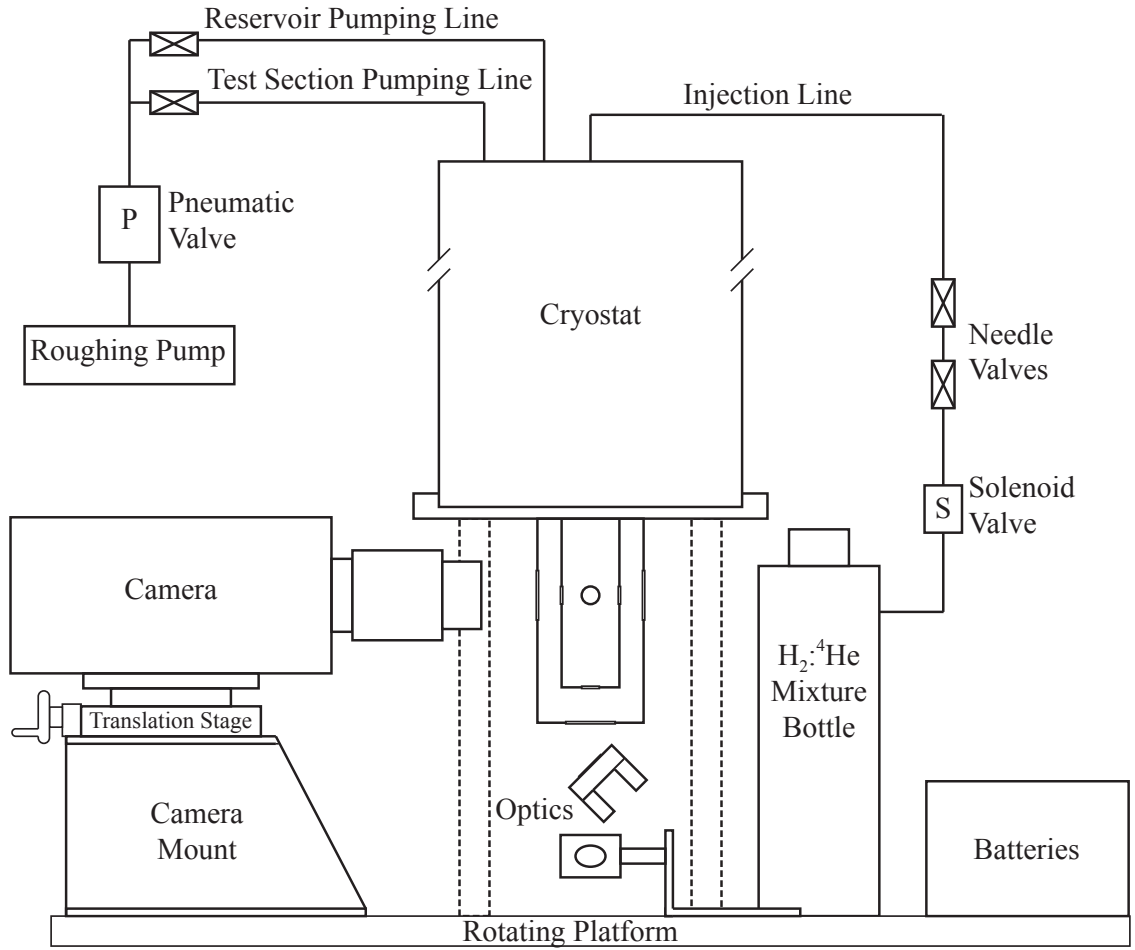 Reservoir Pumping Line
Test Section Pumping Line
Injection Line
P
Pneumatic
Valve
Roughing Pump
Cryostat
Needle
Valves
S
Solenoid
Valve
Camera
H₂:⁴He
Mixture
Bottle
Translation Stage
Camera
Mount
Optics
Batteries
Rotating Platform